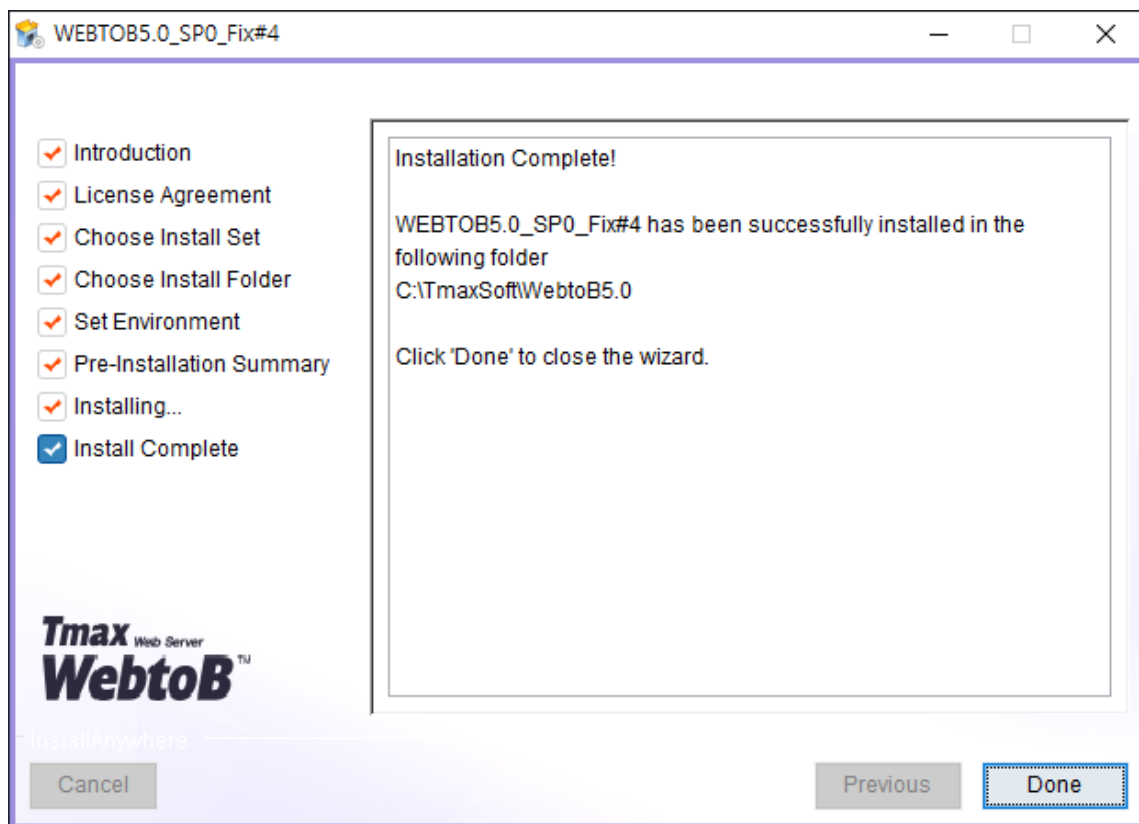 WEBTOB5.0_SP0_Fix#4
Introduction
License Agreement
Choose Install Set
Choose Install Folder
Set Environment
Pre-Installation Summary
Installing...
Install Complete
Installation Complete!
WEBTOB5.0_SP0_Fix#4 has been successfully installed in the
following folder
C:\TmaxSoft\WebtoB5.0
Click 'Done' to close the wizard.
Tmax Web Server
WebtoB™
InstallAnywhere
Cancel
Previous
Done